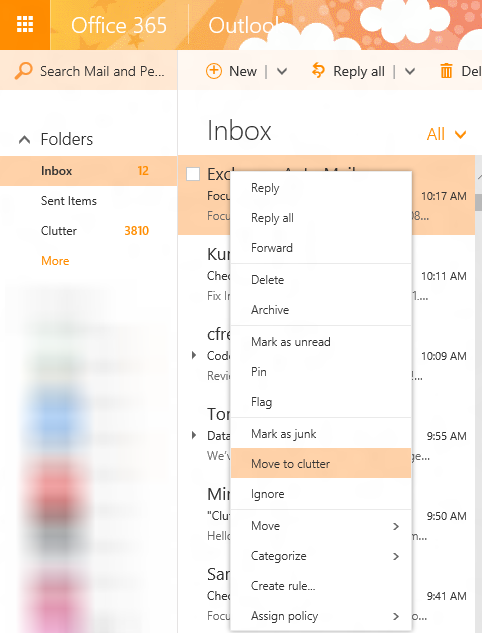 Office 365
Outlook
Search Mail and Pe...
New
Reply all
Folders
Inbox 12
Sent Items
Clutter 3810
More
Inbox
All
10:17 AM
Reply
Reply all
Forward
Delete
Archive
Mark as unread
Pin
Flag
Mark as junk
Move to clutter
Ignore
Move
Categorize
Create rule...
Assign policy
10:11 AM
10:09 AM
9:55 AM
9:50 AM
9:41 AM